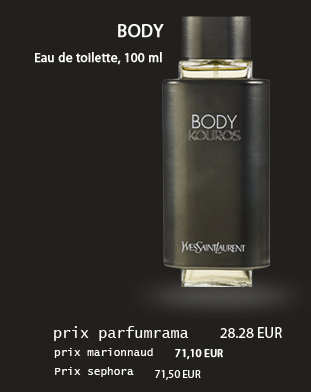 BODY
Eau de toilette, 100 ml
BODY
KOUROS
YVESSAINTLAURENT
prix parfumrama 28.28 EUR
prix marionnaud 71,10 EUR
Prix sephora 71,50 EUR